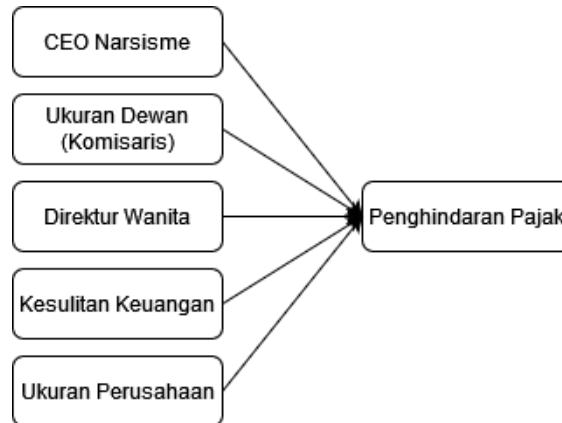 CEO Narsisme
Ukuran Dewan
(Komisaris)
Direktur Wanita
Penghindaran Pajak
Kesulitan Keuangan
Ukuran Perusahaan